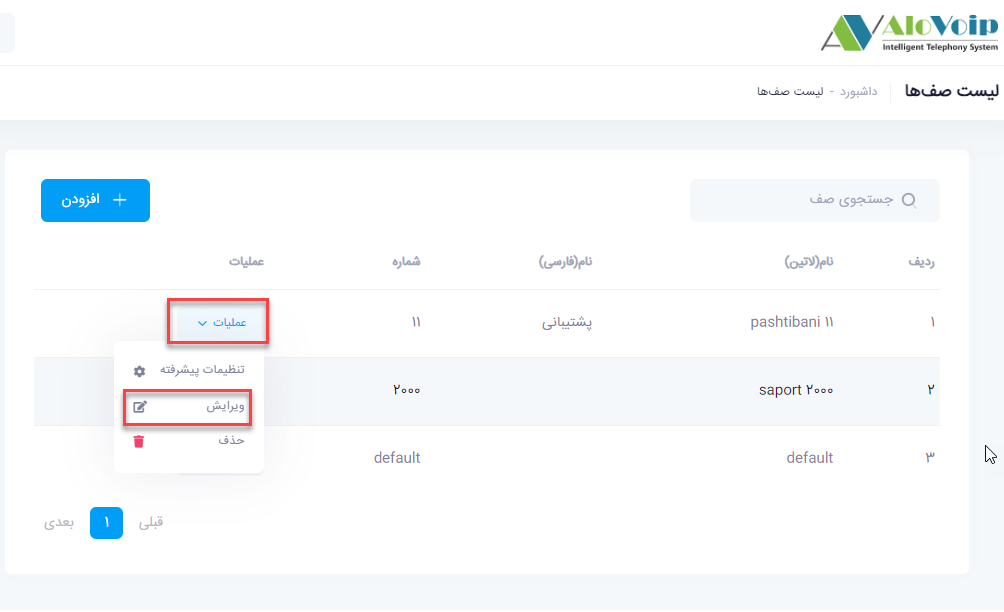 AloVoip
Intelligent Telephony System
لیست صف‌ها
داشبورد - لیست صف‌ها
جستجوی صف
افزودن
ردیف نام(لاتین) نام(فارسی) شماره عملیات
۱ pashtibani ۱۱ پشتیبانی ۱۱ عملیات
تنظیمات پیشرفته
۲ saport ۲۰۰۰ ۲۰۰۰
ویرایش
حذف
۳ default default
قبلی ۱ بعدی